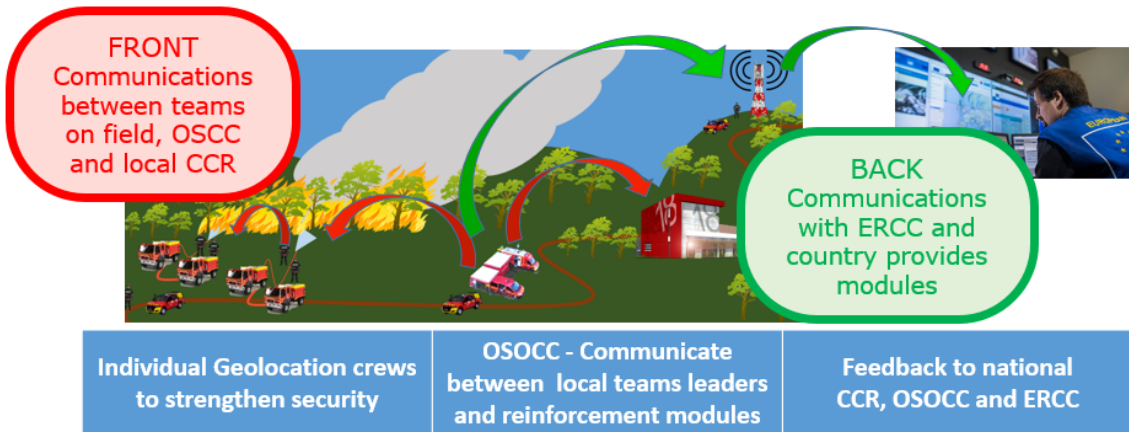 FRONT
Communications
between teams
on field, OSCC
and local CCR
18
BACK
Communications
with ERCC and
country provides
modules
EUROPEAN
Individual Geolocation crews
to strengthen security
OSOCC - Communicate
between local teams leaders
and reinforcement modules
Feedback to national
CCR, OSOCC and ERCC